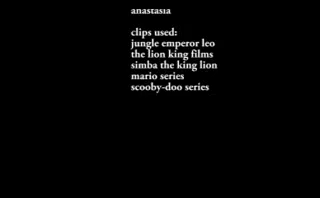 anastasia
clips used:
jungle emperor leo
the lion king films
simba the king lion
mario series
scooby-doo series